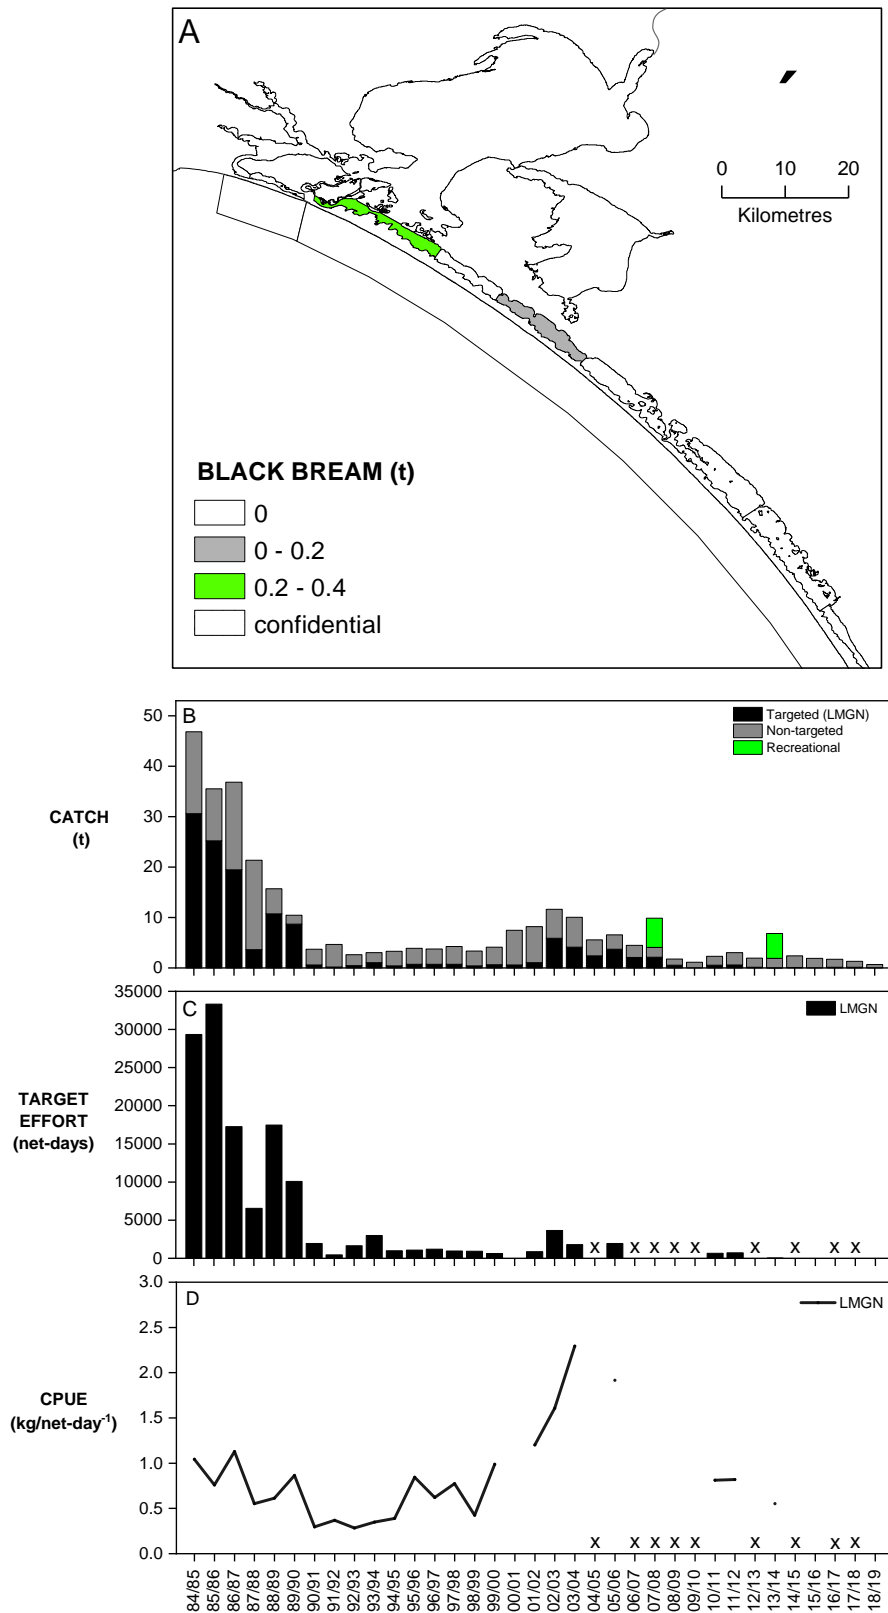 A
0 10 20
Kilometres
BLACK BREAM (t)
0
0 - 0.2
0.2 - 0.4
confidential
B
Targeted (LMGN)
Non-targeted
Recreational
CATCH
(t)
50
40
30
20
10
0
C
LMGN
TARGET
EFFORT
(net-days)
35000
30000
25000
20000
15000
10000
5000
0
x x x x x x x x x
D
LMGN
CPUE
(kg/net-day-1)
3.0
2.5
2.0
1.5
1.0
0.5
0.0
x x x x x x x x x
84/85
85/86
86/87
87/88
88/89
89/90
90/91
91/92
92/93
93/94
94/95
95/96
96/97
97/98
98/99
99/00
00/01
01/02
02/03
03/04
04/05
05/06
06/07
07/08
08/09
09/10
10/11
11/12
12/13
13/14
14/15
15/16
16/17
17/18
18/19